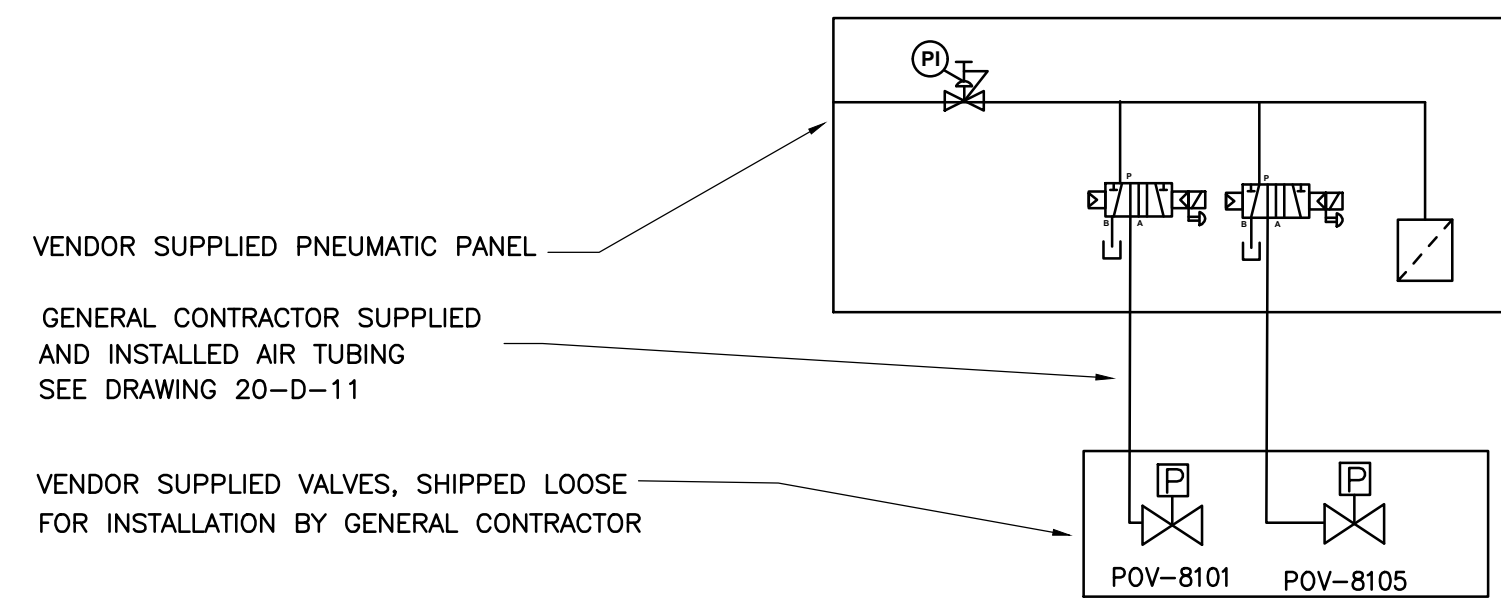 PI
P
P
B
A
B
A
VENDOR SUPPLIED PNEUMATIC PANEL
GENERAL CONTRACTOR SUPPLIED
AND INSTALLED AIR TUBING
SEE DRAWING 20-D-11
VENDOR SUPPLIED VALVES, SHIPPED LOOSE
FOR INSTALLATION BY GENERAL CONTRACTOR
P
P
POV-8101
POV-8105